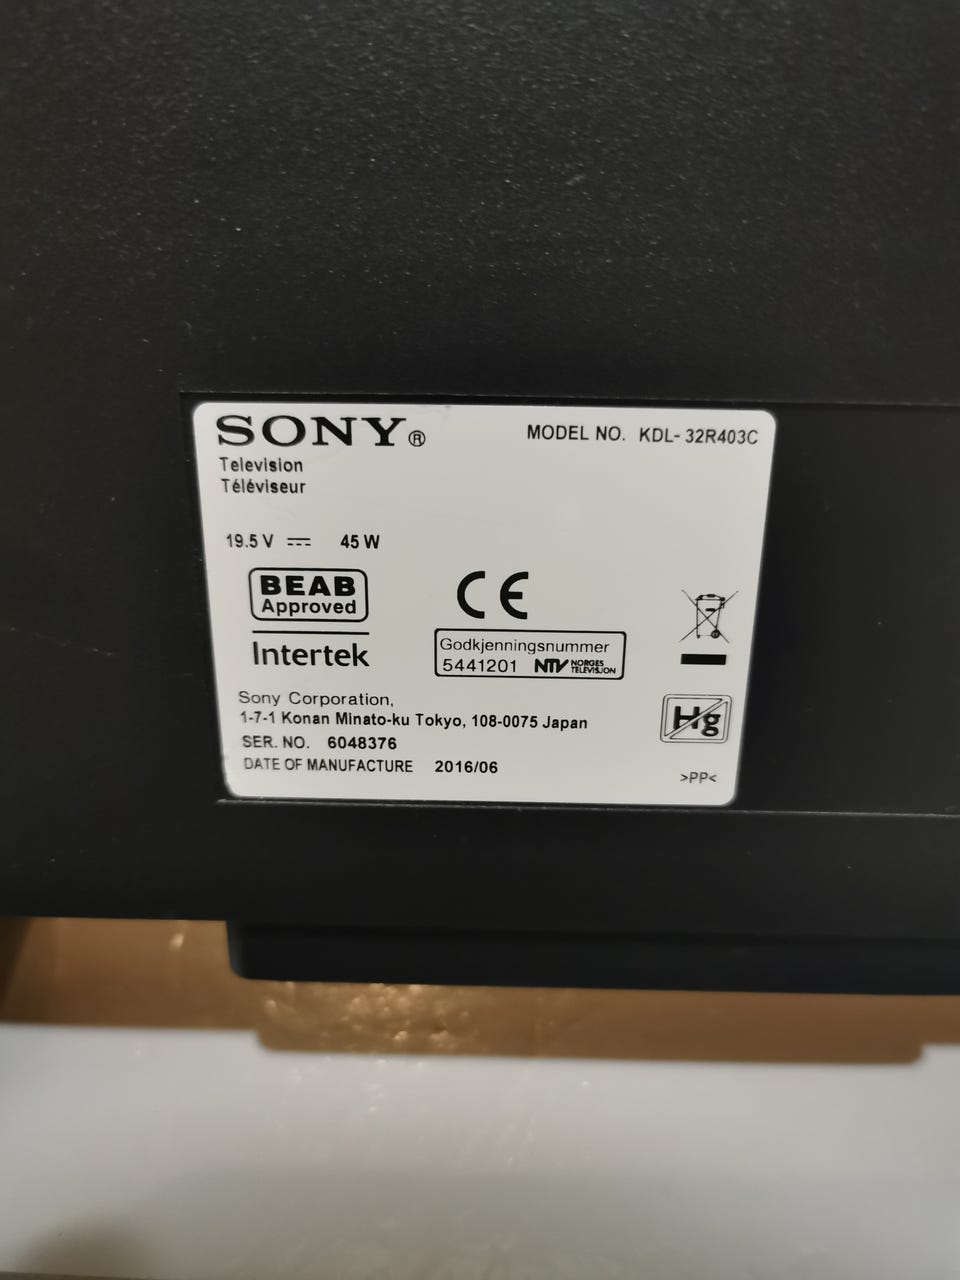 SONY®
MODEL NO. KDL-32R403C
Television
Téléviseur
19.5 V ⎓ 45 W
BEAB
Approved
Intertek
CE
Godkjenningsnummer
5441201 NTV NORGES
TELEVISJON
Hg
Sony Corporation,
1-7-1 Konan Minato-ku Tokyo, 108-0075 Japan
SER. NO. 6048376
DATE OF MANUFACTURE 2016/06
>PP<